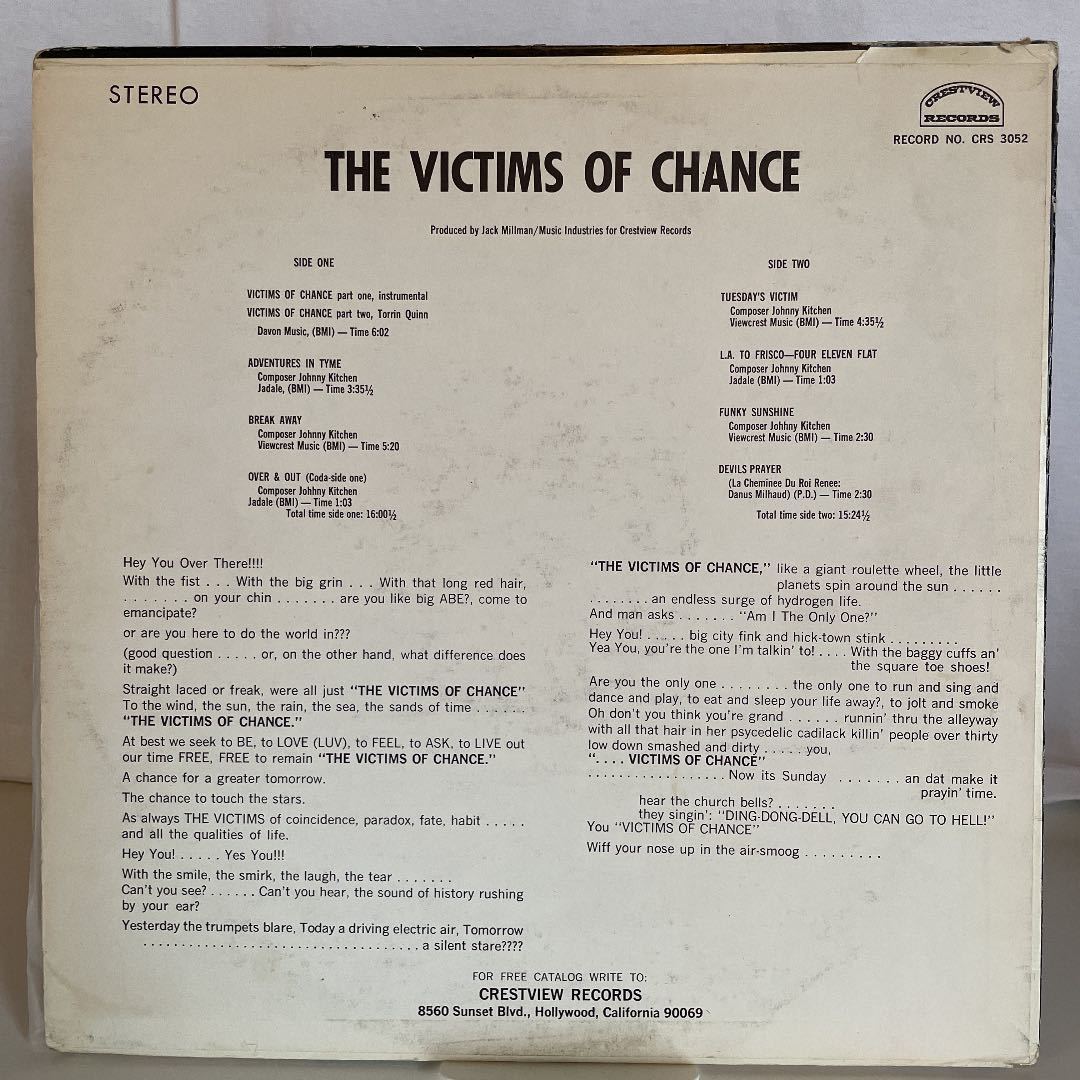 STEREO
CRESTVIEW
RECORDS
RECORD NO. CRS 3052
THE VICTIMS OF CHANCE
Produced by Jack Millman/Music Industries for Crestview Records
SIDE ONE
VICTIMS OF CHANCE part one, instrumental
VICTIMS OF CHANCE part two, Torrin Quinn
Davon Music, (BMI) — Time 6:02
ADVENTURES IN TYME
Composer Johnny Kitchen
Jadale, (BMI) — Time 3:35½
BREAK AWAY
Composer Johnny Kitchen
Viewcrest Music (BMI) — Time 5:20
OVER & OUT (Coda-side one)
Composer Johhny Kitchen
Jadale (BMI) — Time 1:03
Total time side one: 16:00½
SIDE TWO
TUESDAY'S VICTIM
Composer Johnny Kitchen
Viewcrest Music (BMI) — Time 4:35½
L.A. TO FRISCO—FOUR ELEVEN FLAT
Composer Johnny Kitchen
Jadale (BMI) — Time 1:03
FUNKY SUNSHINE
Composer Johhny Kitchen
Viewcrest Music (BMI) — Time 2:30
DEVILS PRAYER
(La Cheminee Du Roi Renee:
Danus Milhaud) (P.D.) — Time 2:30
Total time side two: 15:24½
Hey You Over There!!!!
With the fist . . . With the big grin . . . With that long red hair,
. . . . . . . . on your chin . . . . . . . are you like big ABE?, come to
emancipate?
or are you here to do the world in???
(good question . . . . . or, on the other hand, what difference does
it make?)
Straight laced or freak, were all just "THE VICTIMS OF CHANCE"
To the wind, the sun, the rain, the sea, the sands of time . . . . . .
"THE VICTIMS OF CHANCE."
At best we seek to BE, to LOVE (LUV), to FEEL, to ASK, to LIVE out
our time FREE, FREE to remain "THE VICTIMS OF CHANCE."
A chance for a greater tomorrow.
The chance to touch the stars.
As always THE VICTIMS of coincidence, paradox, fate, habit . . . . .
and all the qualities of life.
Hey You! . . . . . Yes You!!!
With the smile, the smirk, the laugh, the tear . . . . . . .
Can't you see? . . . . . . Can't you hear, the sound of history rushing
by your ear?
Yesterday the trumpets blare, Today a driving electric air, Tomorrow
. . . . . . . . . . . . . . . . . . . . . . . . . . . . . . . . . . . a silent stare????
"THE VICTIMS OF CHANCE," like a giant roulette wheel, the little
planets spin around the sun . . . . . .
. . . . . . . . an endless surge of hydrogen life.
And man asks . . . . . . . "Am I The Only One?"
Hey You! . . . . . big city fink and hick-town stink . . . . . . . . .
Yea You, you're the one I'm talkin' to! . . . . With the baggy cuffs an'
the square toe shoes!
Are you the only one . . . . . . . . the only one to run and sing and
dance and play, to eat and sleep your life away?, to jolt and smoke
Oh don't you think you're grand . . . . . . runnin' thru the alleyway
with all that hair in her psycedelic cadilack killin' people over thirty
low down smashed and dirty . . . . . you,
". . . . VICTIMS OF CHANCE"
. . . . . . . . . . . . . . . . . Now its Sunday . . . . . . . an dat make it
prayin' time.
hear the church bells? . . . . . . .
they singin': "DING-DONG-DELL, YOU CAN GO TO HELL!"
You "VICTIMS OF CHANCE"
Wiff your nose up in the air-smoog . . . . . . . . .
FOR FREE CATALOG WRITE TO:
CRESTVIEW RECORDS
8560 Sunset Blvd., Hollywood, California 90069